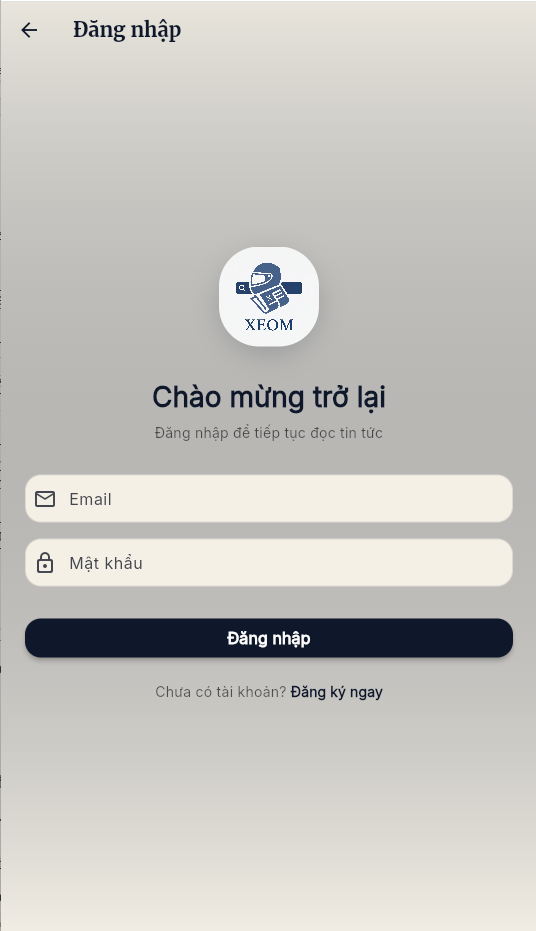 Đăng nhập
XEOM
Chào mừng trở lại
Đăng nhập để tiếp tục đọc tin tức
Email
Mật khẩu
Đăng nhập
Chưa có tài khoản? Đăng ký ngay